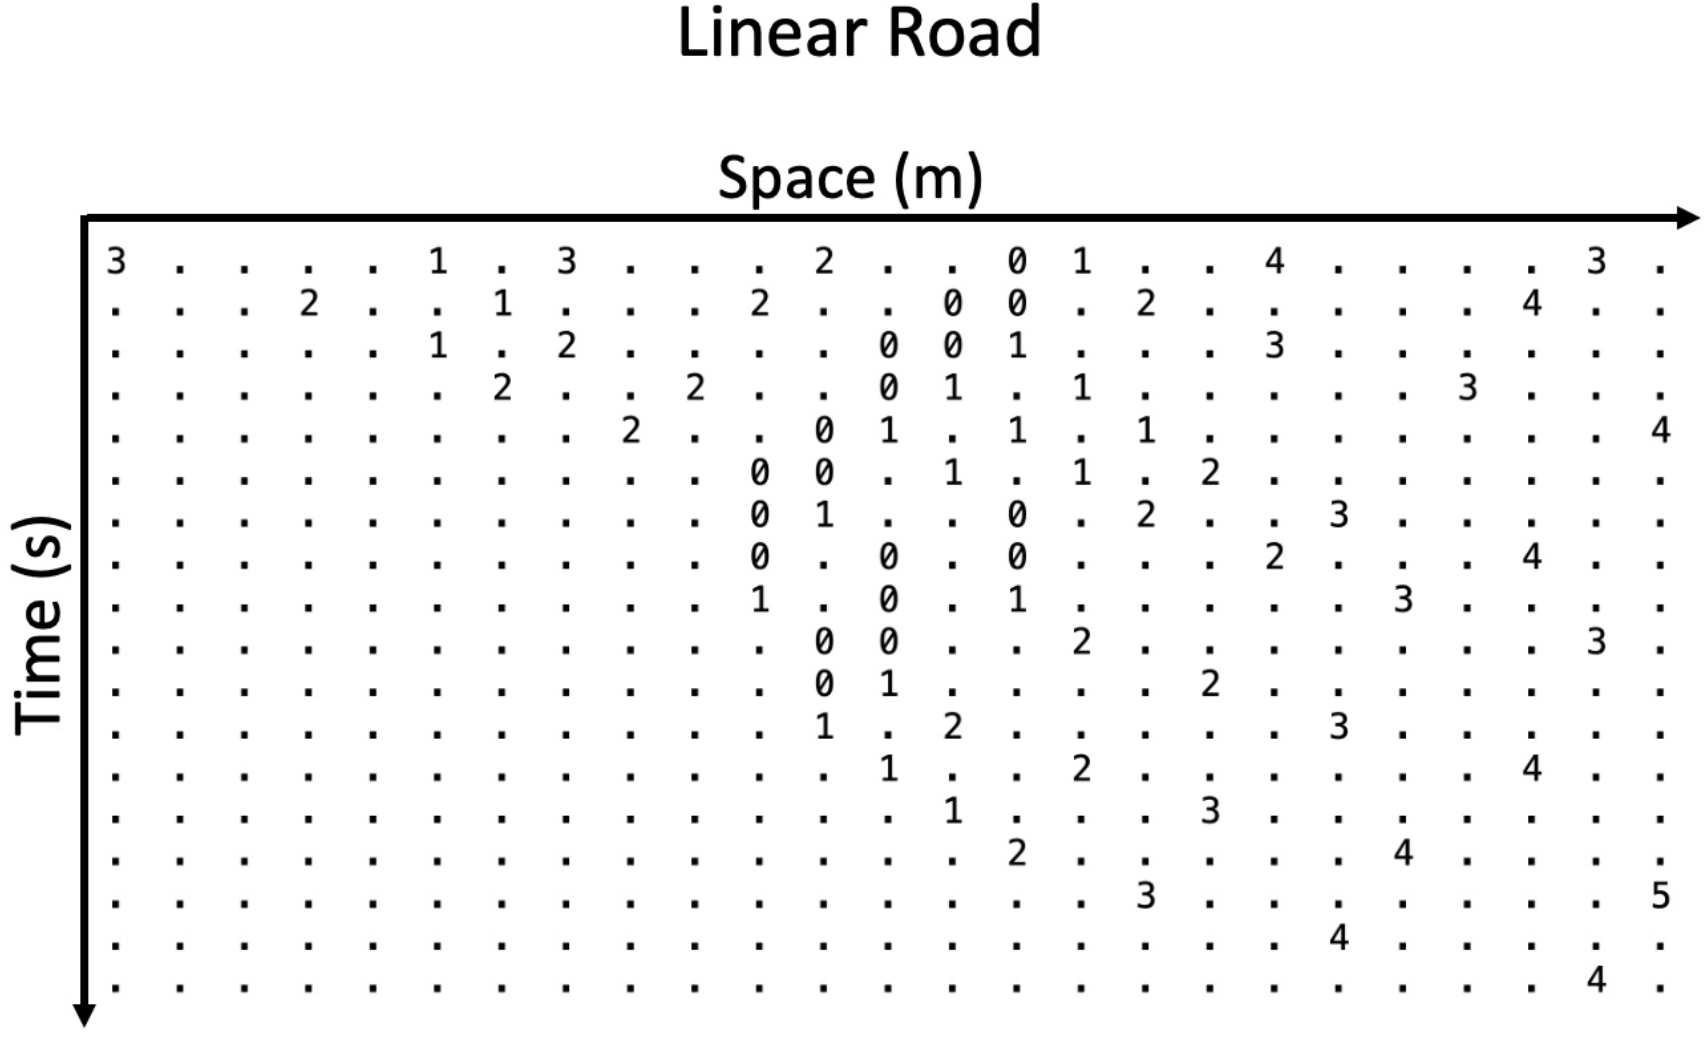 Linear Road
Space (m)
Time (s)
3 . . . . 1 . 3 . . . 2 . . 0 1 . . 4 . . . . 3 .
. . . 2 . . 1 . . . 2 . . 0 0 . 2 . . . . . 4 . .
. . . . . 1 . 2 . . . . 0 0 1 . . . 3 . . . . . .
. . . . . . 2 . . 2 . . 0 1 . 1 . . . . . 3 . . .
. . . . . . . . 2 . . 0 1 . 1 . 1 . . . . . . . 4
. . . . . . . . . . 0 0 . 1 . 1 . 2 . . . . . . .
. . . . . . . . . . 0 1 . . 0 . 2 . . 3 . . . . .
. . . . . . . . . . 0 . 0 . 0 . . . 2 . . . 4 . .
. . . . . . . . . . 1 . 0 . 1 . . . . . 3 . . . .
. . . . . . . . . . . 0 0 . . 2 . . . . . . . 3 .
. . . . . . . . . . . 0 1 . . . . 2 . . . . . . .
. . . . . . . . . . . 1 . 2 . . . . . 3 . . . . .
. . . . . . . . . . . . 1 . . 2 . . . . . . 4 . .
. . . . . . . . . . . . . 1 . . . 3 . . . . . . .
. . . . . . . . . . . . . . 2 . . . . . 4 . . . .
. . . . . . . . . . . . . . . . 3 . . . . . . . 5
. . . . . . . . . . . . . . . . . . . 4 . . . . .
. . . . . . . . . . . . . . . . . . . . . . . 4 .